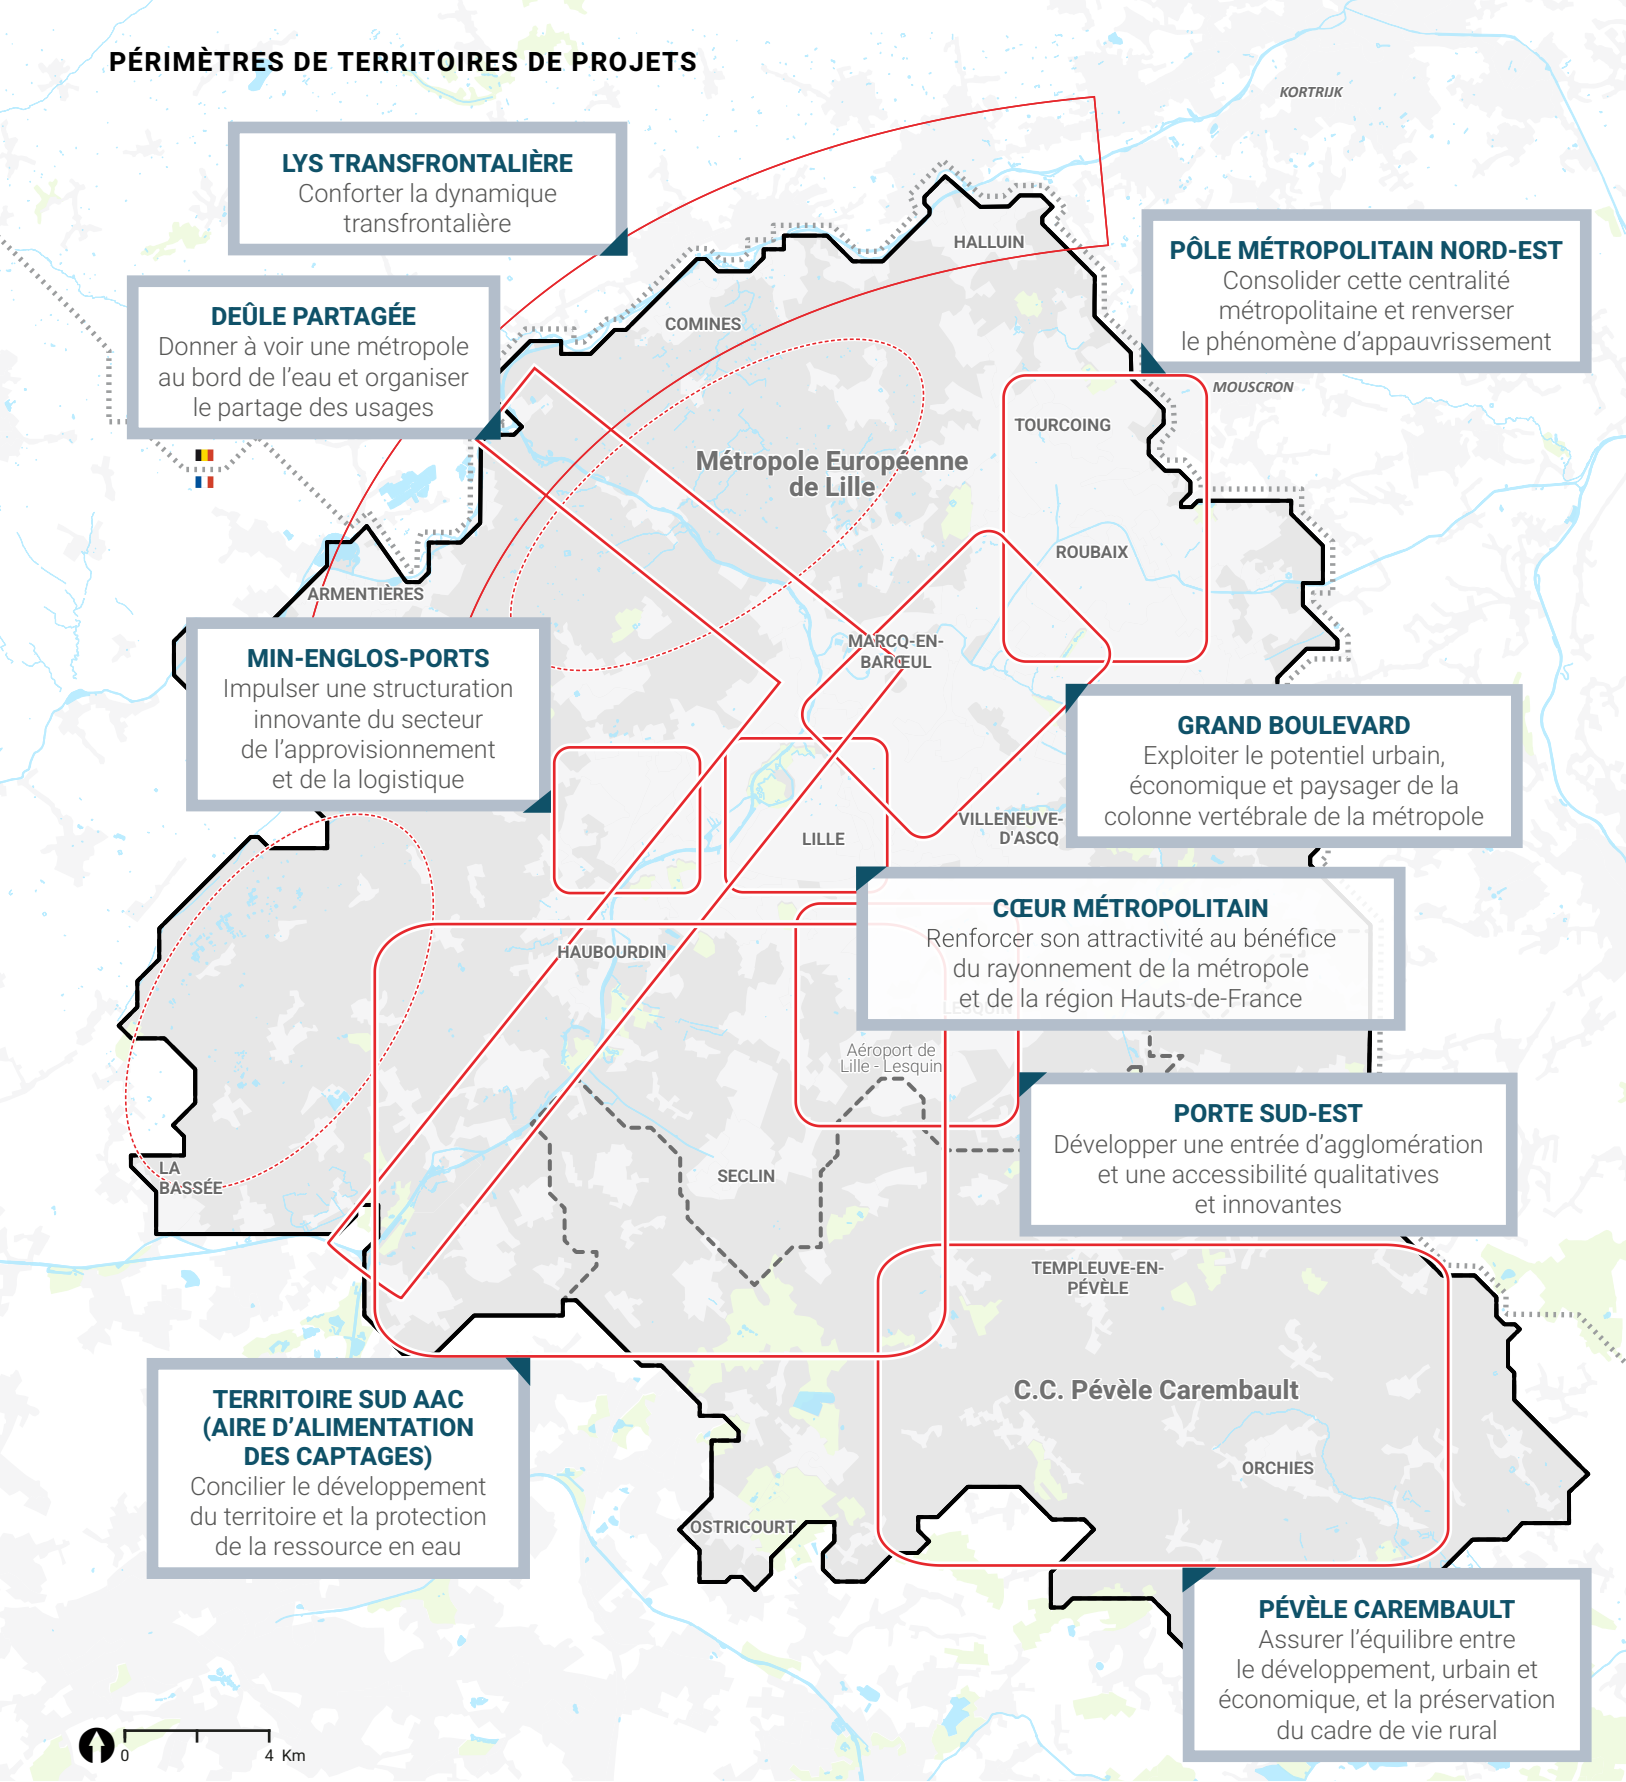 PÉRIMÈTRES DE TERRITOIRES DE PROJETS
KORTRIJK
LYS TRANSFRONTALIÈRE
Conforter la dynamique
transfrontalière
HALLUIN
PÔLE MÉTROPOLITAIN NORD-EST
Consolider cette centralité
métropolitaine et renverser
le phénomène d'appauvrissement
DEÛLE PARTAGÉE
Donner à voir une métropole
au bord de l'eau et organiser
le partage des usages
COMINES
MOUSCRON
TOURCOING
Métropole Européenne
de Lille
ROUBAIX
ARMENTIÈRES
MARCQ-EN-
BARŒUL
MIN-ENGLOS-PORTS
Impulser une structuration
innovante du secteur
de l'approvisionnement
et de la logistique
GRAND BOULEVARD
Exploiter le potentiel urbain,
économique et paysager de la
colonne vertébrale de la métropole
VILLENEUVE-
D'ASCQ
LILLE
CŒUR MÉTROPOLITAIN
Renforcer son attractivité au bénéfice
du rayonnement de la métropole
et de la région Hauts-de-France
LESQUIN
HAUBOURDIN
Aéroport de
Lille - Lesquin
PORTE SUD-EST
Développer une entrée d'agglomération
et une accessibilité qualitatives
et innovantes
LA
BASSÉE
SECLIN
TEMPLEUVE-EN-
PÉVÈLE
C.C. Pévèle Carembault
TERRITOIRE SUD AAC
(AIRE D'ALIMENTATION
DES CAPTAGES)
Concilier le développement
du territoire et la protection
de la ressource en eau
ORCHIES
OSTRICOURT
PÉVÈLE CAREMBAULT
Assurer l'équilibre entre
le développement, urbain et
économique, et la préservation
du cadre de vie rural
0 4 Km